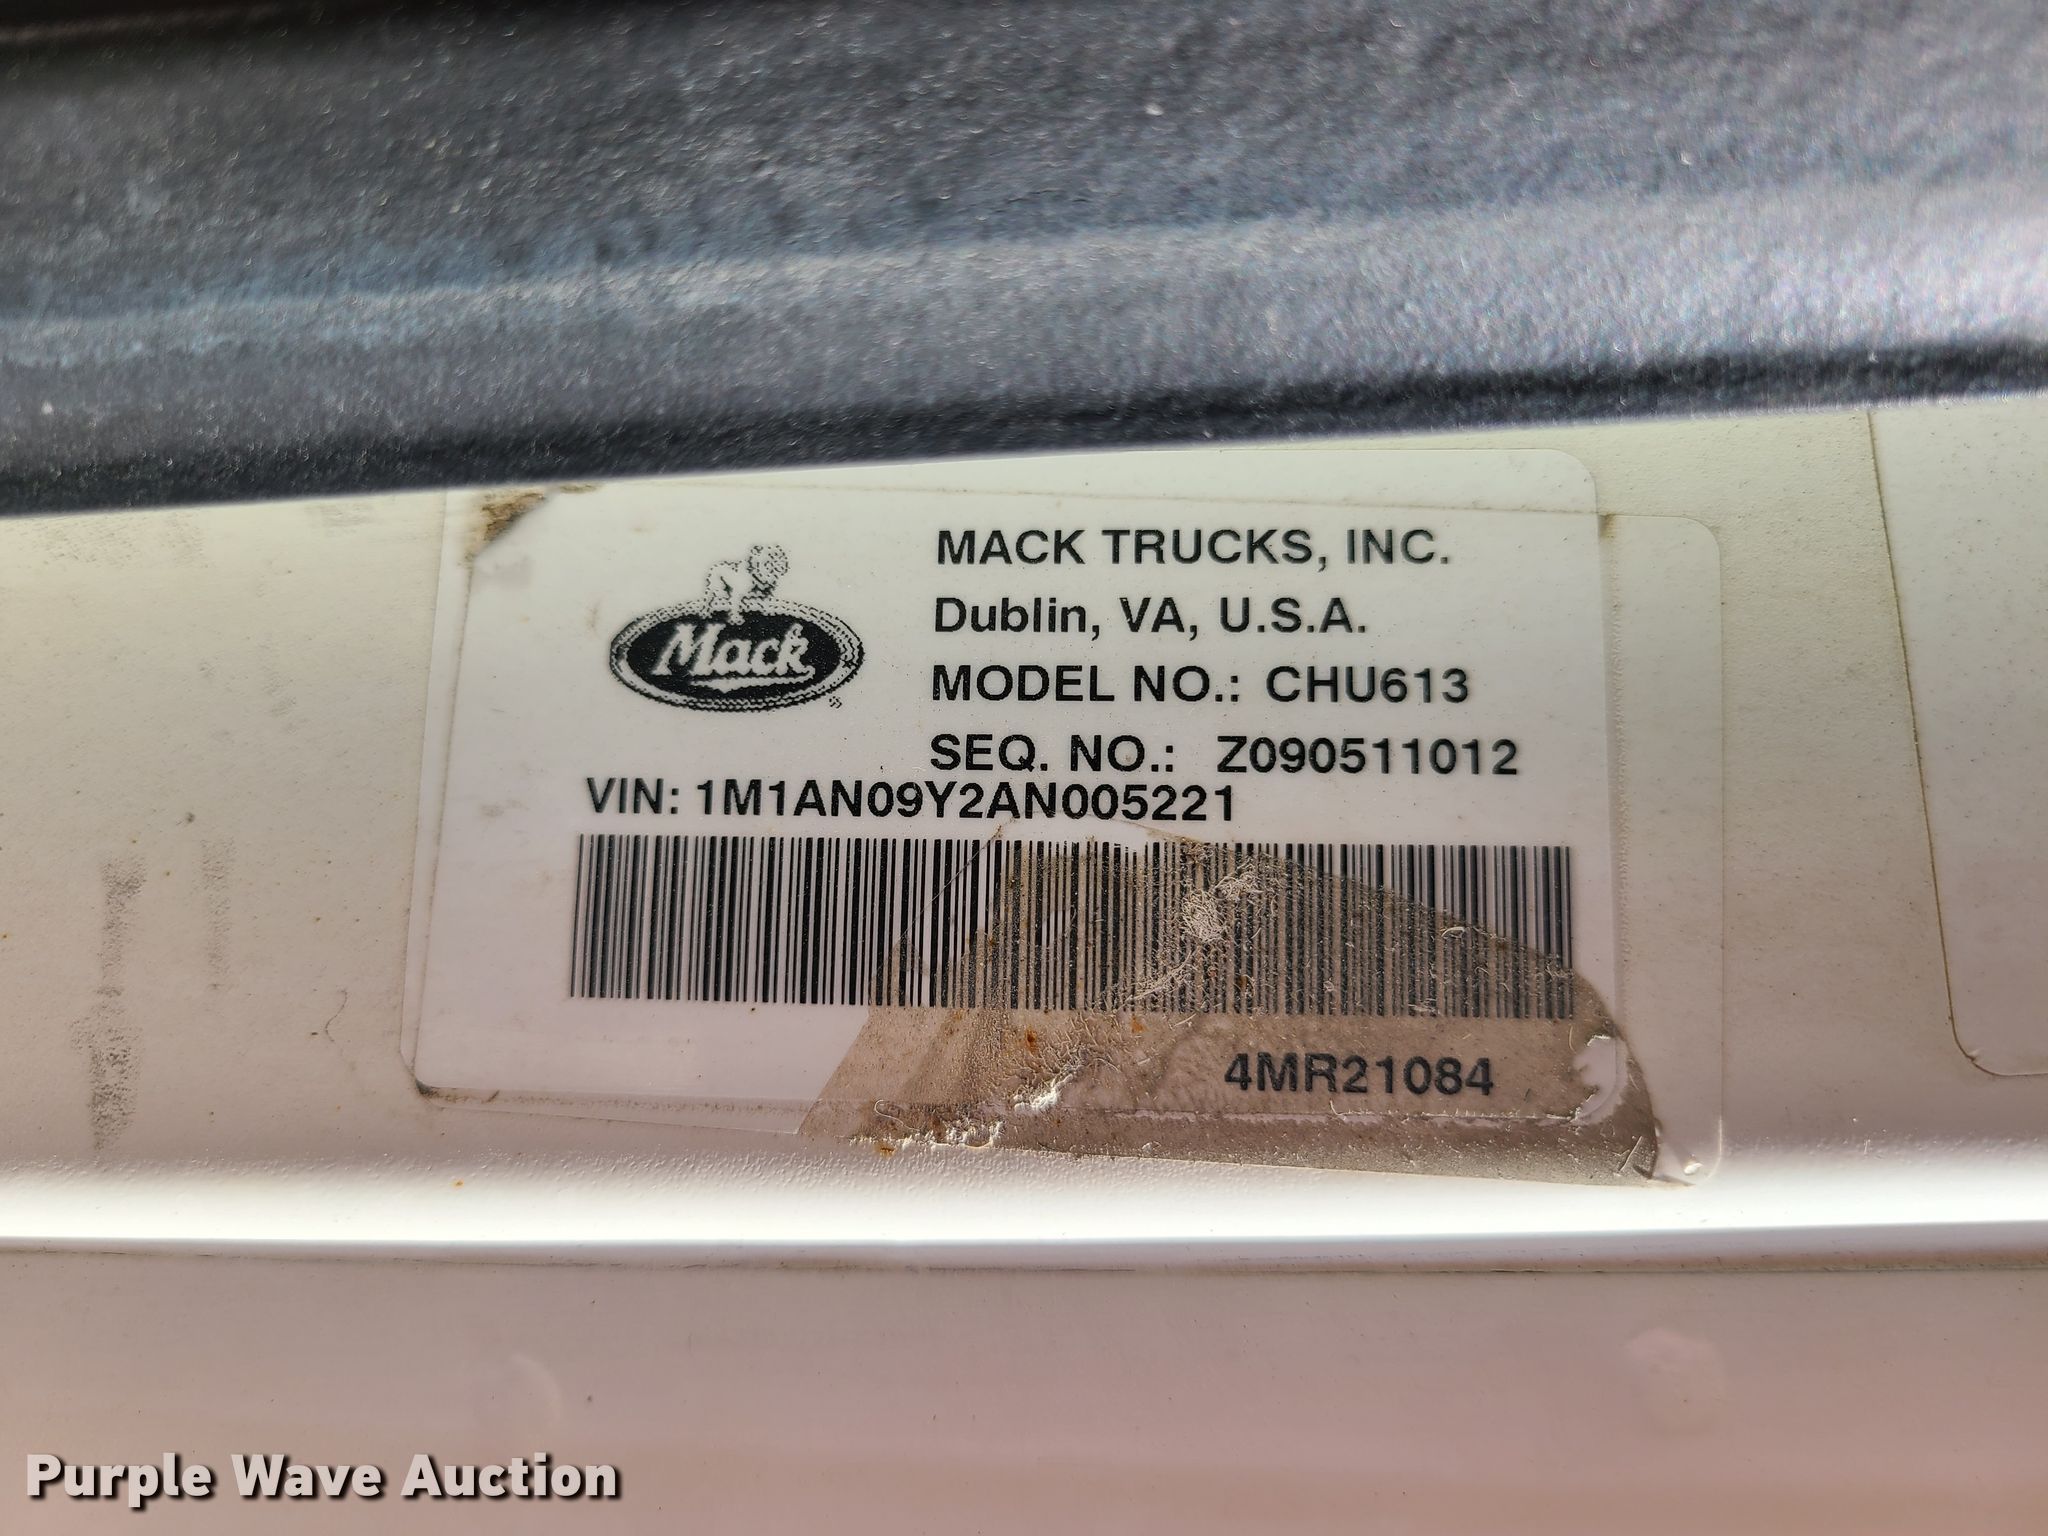 MACK TRUCKS, INC.
Dublin, VA, U.S.A.
Mack
®
MODEL NO.: CHU613
SEQ. NO.: Z090511012
VIN: 1M1AN09Y2AN005221
4MR21084
Purple Wave Auction